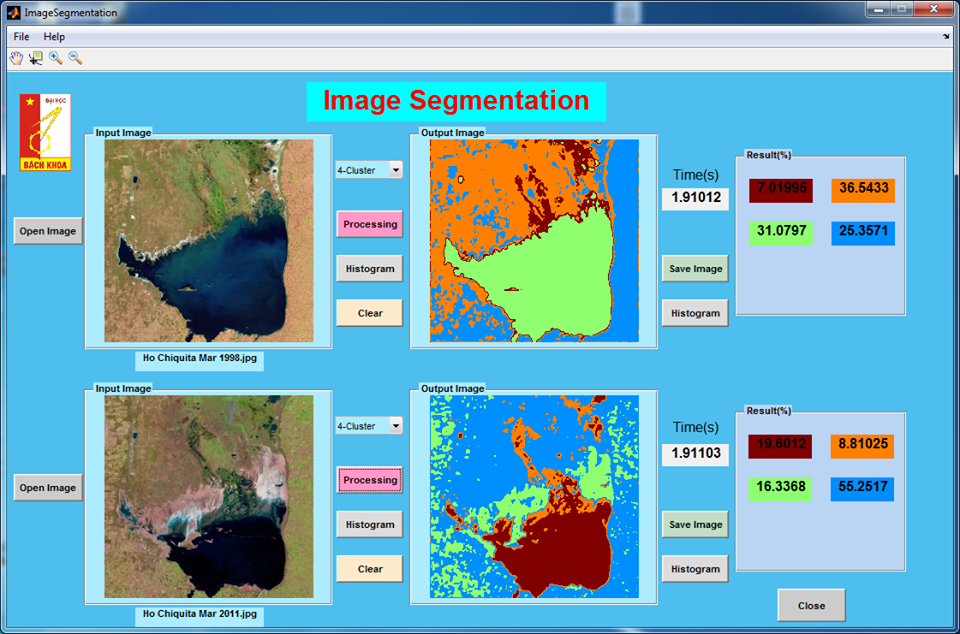 ImageSegmentation
File Help
ĐẠI HỌC
BÁCH KHOA
Image Segmentation
Input Image
Output Image
Open Image
4-Cluster
Processing
Histogram
Clear
Time(s)
1.91012
Save Image
Histogram
Result(%)
7.01995
36.5433
31.0797
25.3571
Ho Chiquita Mar 1998.jpg
Input Image
Output Image
Open Image
4-Cluster
Processing
Histogram
Clear
Time(s)
1.91103
Save Image
Histogram
Result(%)
19.6012
8.81025
16.3368
55.2517
Ho Chiquita Mar 2011.jpg
Close